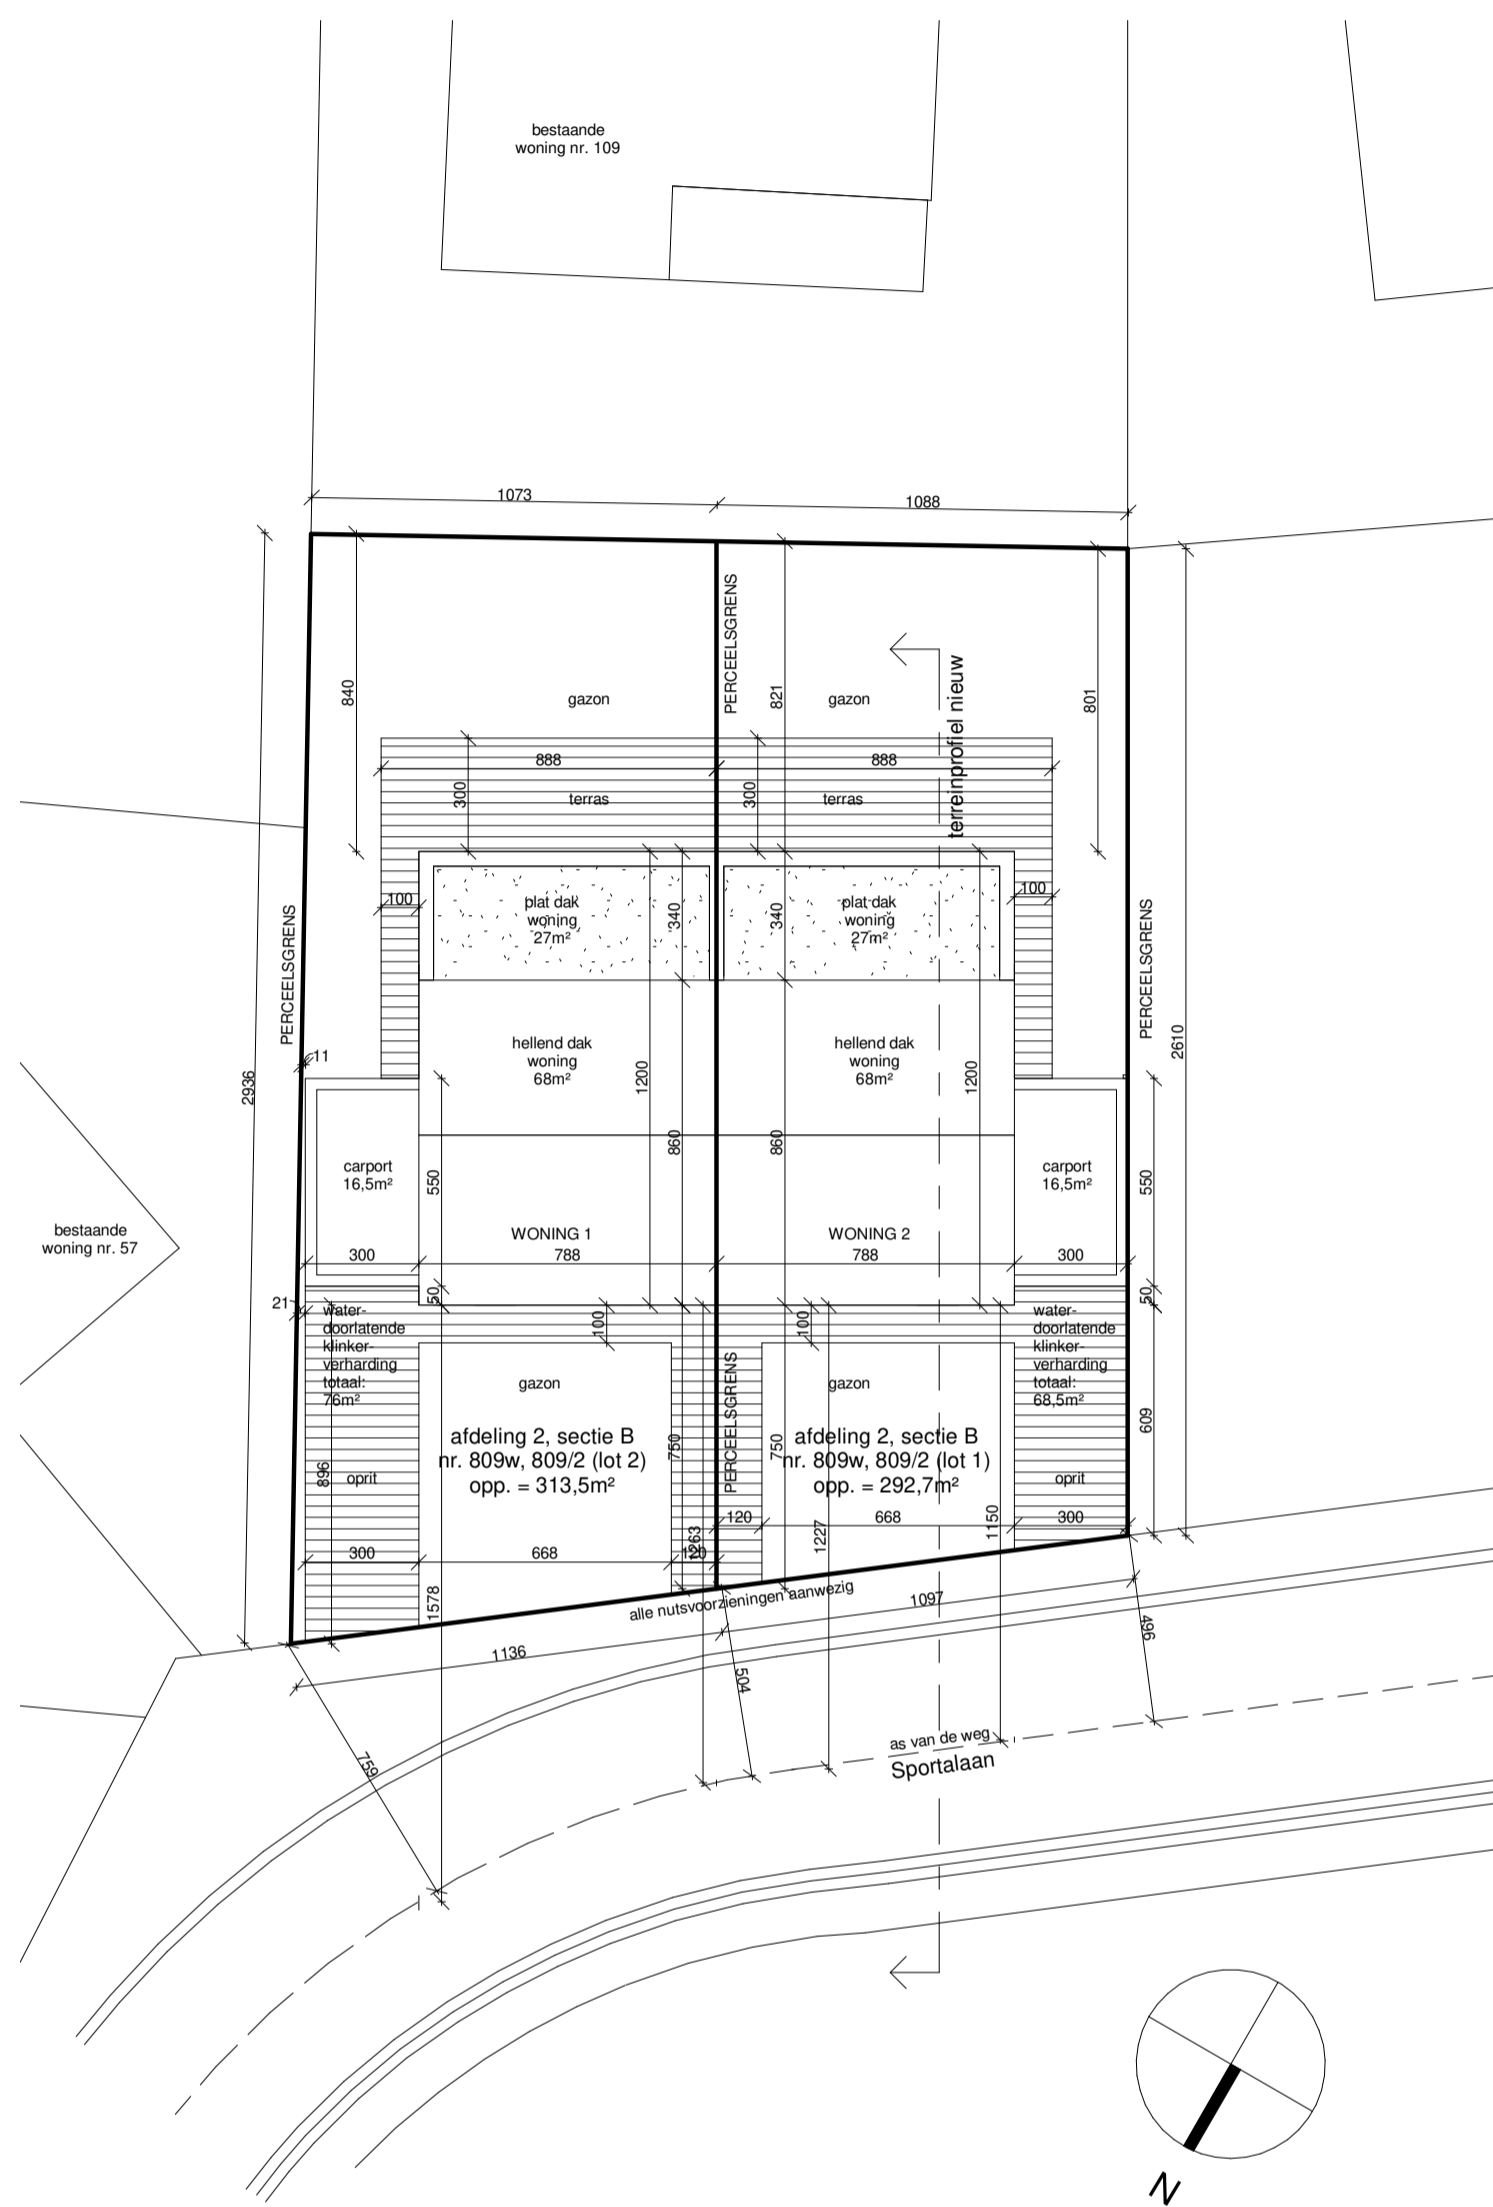 bestaande
woning nr. 109
1073
1088
PERCEELSGRENS
840
821
801
gazon
gazon
terreinprofiel nieuw
888
888
300
300
terras
terras
100
100
plat dak
woning
27m²
plat dak
woning
27m²
340
340
PERCEELSGRENS
PERCEELSGRENS
11
2936
2610
hellend dak
woning
68m²
hellend dak
woning
68m²
1200
1200
860
860
carport
16,5m²
carport
16,5m²
550
550
bestaande
woning nr. 57
WONING 1
WONING 2
300
788
788
300
50
50
21
100
100
water-
doorlatende
klinker-
verharding
totaal:
76m²
water-
doorlatende
klinker-
verharding
totaal:
68,5m²
gazon
gazon
PERCEELSGRENS
609
afdeling 2, sectie B
nr. 809w, 809/2 (lot 2)
opp. = 313,5m²
afdeling 2, sectie B
nr. 809w, 809/2 (lot 1)
opp. = 292,7m²
750
750
896
oprit
oprit
120
668
300
1263
1227
1150
300
668
120
1578
alle nutsvoorzieningen aanwezig
1097
1136
496
504
759
as van de weg
Sportalaan
N